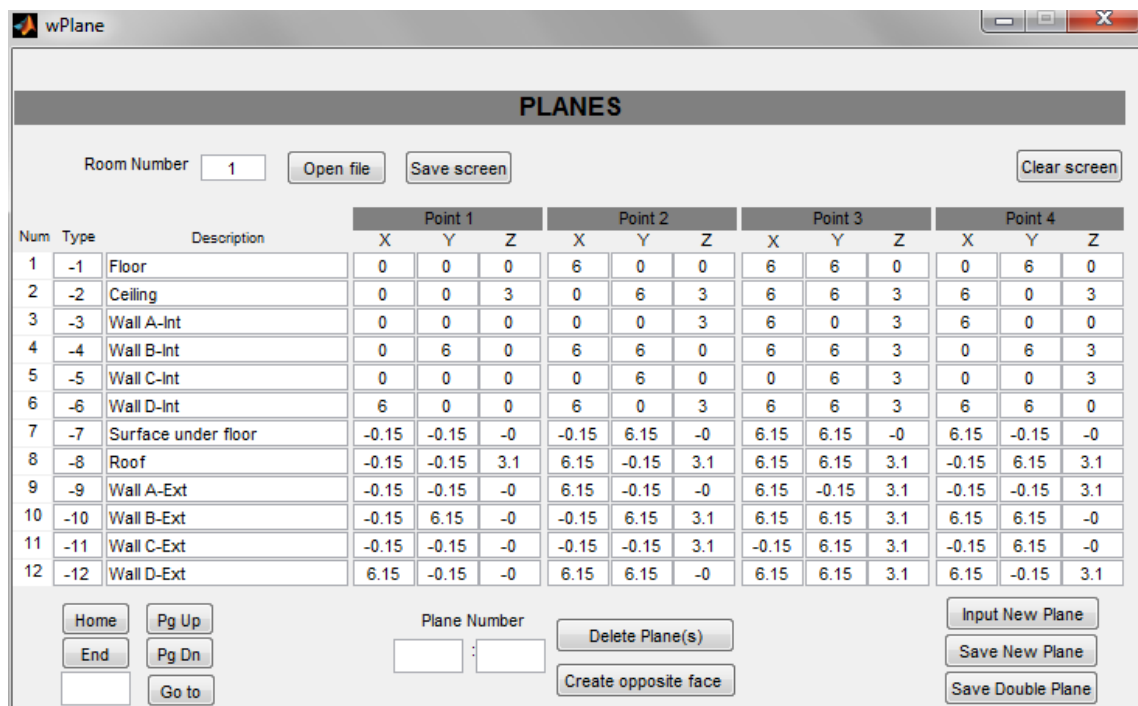 wPlane
PLANES
Room Number 1 Open file Save screen Clear screen
Point 1 Point 2 Point 3 Point 4
Num Type Description X Y Z X Y Z X Y Z X Y Z
1 -1 Floor 0 0 0 6 0 0 6 6 0 0 6 0
2 -2 Ceiling 0 0 3 0 6 3 6 6 3 6 0 3
3 -3 Wall A-Int 0 0 0 0 0 3 6 0 3 6 0 0
4 -4 Wall B-Int 0 6 0 6 6 0 6 6 3 0 6 3
5 -5 Wall C-Int 0 0 0 0 6 0 0 6 3 0 0 3
6 -6 Wall D-Int 6 0 0 6 0 3 6 6 3 6 6 0
7 -7 Surface under floor -0.15 -0.15 -0 -0.15 6.15 -0 6.15 6.15 -0 6.15 -0.15 -0
8 -8 Roof -0.15 -0.15 3.1 6.15 -0.15 3.1 6.15 6.15 3.1 -0.15 6.15 3.1
9 -9 Wall A-Ext -0.15 -0.15 -0 6.15 -0.15 -0 6.15 -0.15 3.1 -0.15 -0.15 3.1
10 -10 Wall B-Ext -0.15 6.15 -0 -0.15 6.15 3.1 6.15 6.15 3.1 6.15 6.15 -0
11 -11 Wall C-Ext -0.15 -0.15 -0 -0.15 -0.15 3.1 -0.15 6.15 3.1 -0.15 6.15 -0
12 -12 Wall D-Ext 6.15 -0.15 -0 6.15 6.15 -0 6.15 6.15 3.1 6.15 -0.15 3.1
Home Pg Up Plane Number Input New Plane
End Pg Dn : Delete Plane(s) Save New Plane
Go to Create opposite face Save Double Plane